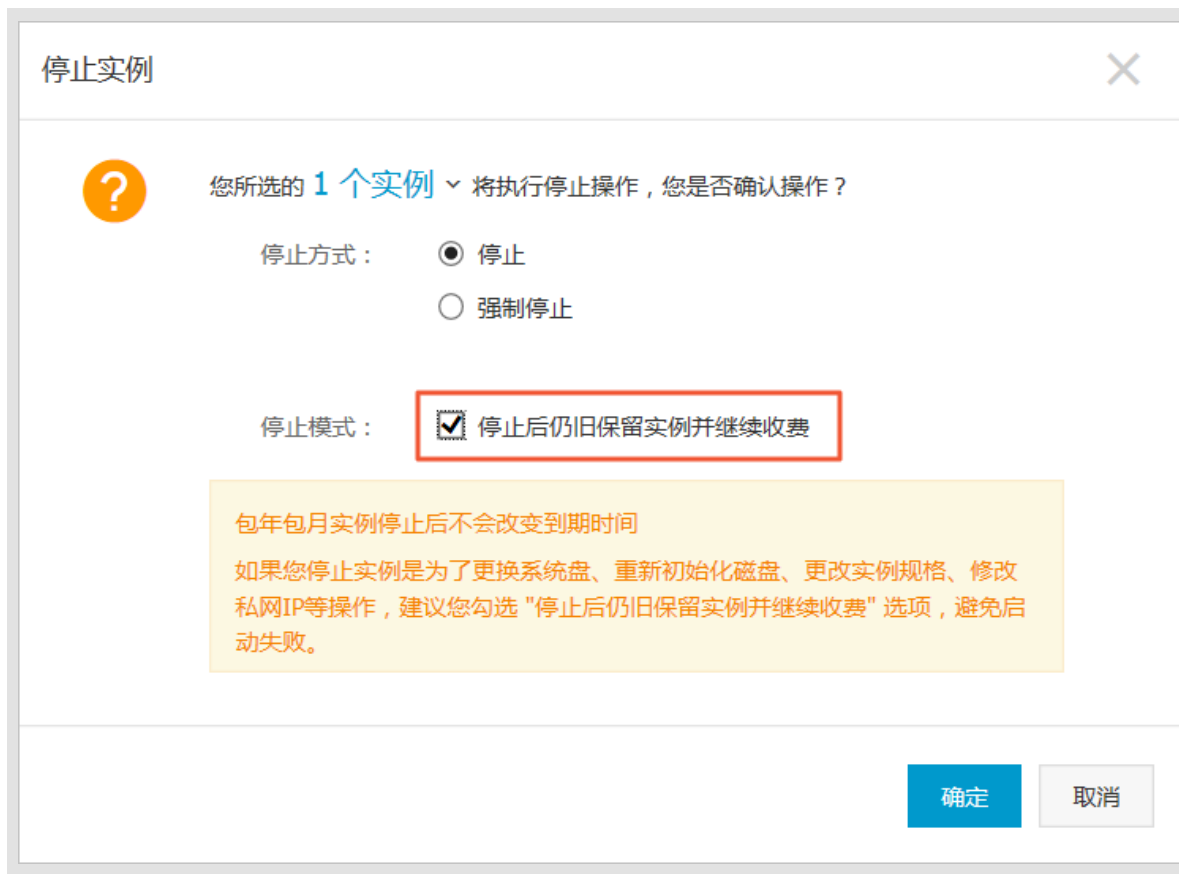 停止实例
您所选的 1 个实例 将执行停止操作，您是否确认操作？
停止方式： 停止
强制停止
停止模式： 停止后仍旧保留实例并继续收费
包年包月实例停止后不会改变到期时间
如果您停止实例是为了更换系统盘、重新初始化磁盘、更改实例规格、修改
私网IP等操作，建议您勾选 "停止后仍旧保留实例并继续收费" 选项，避免启
动失败。
确定 取消